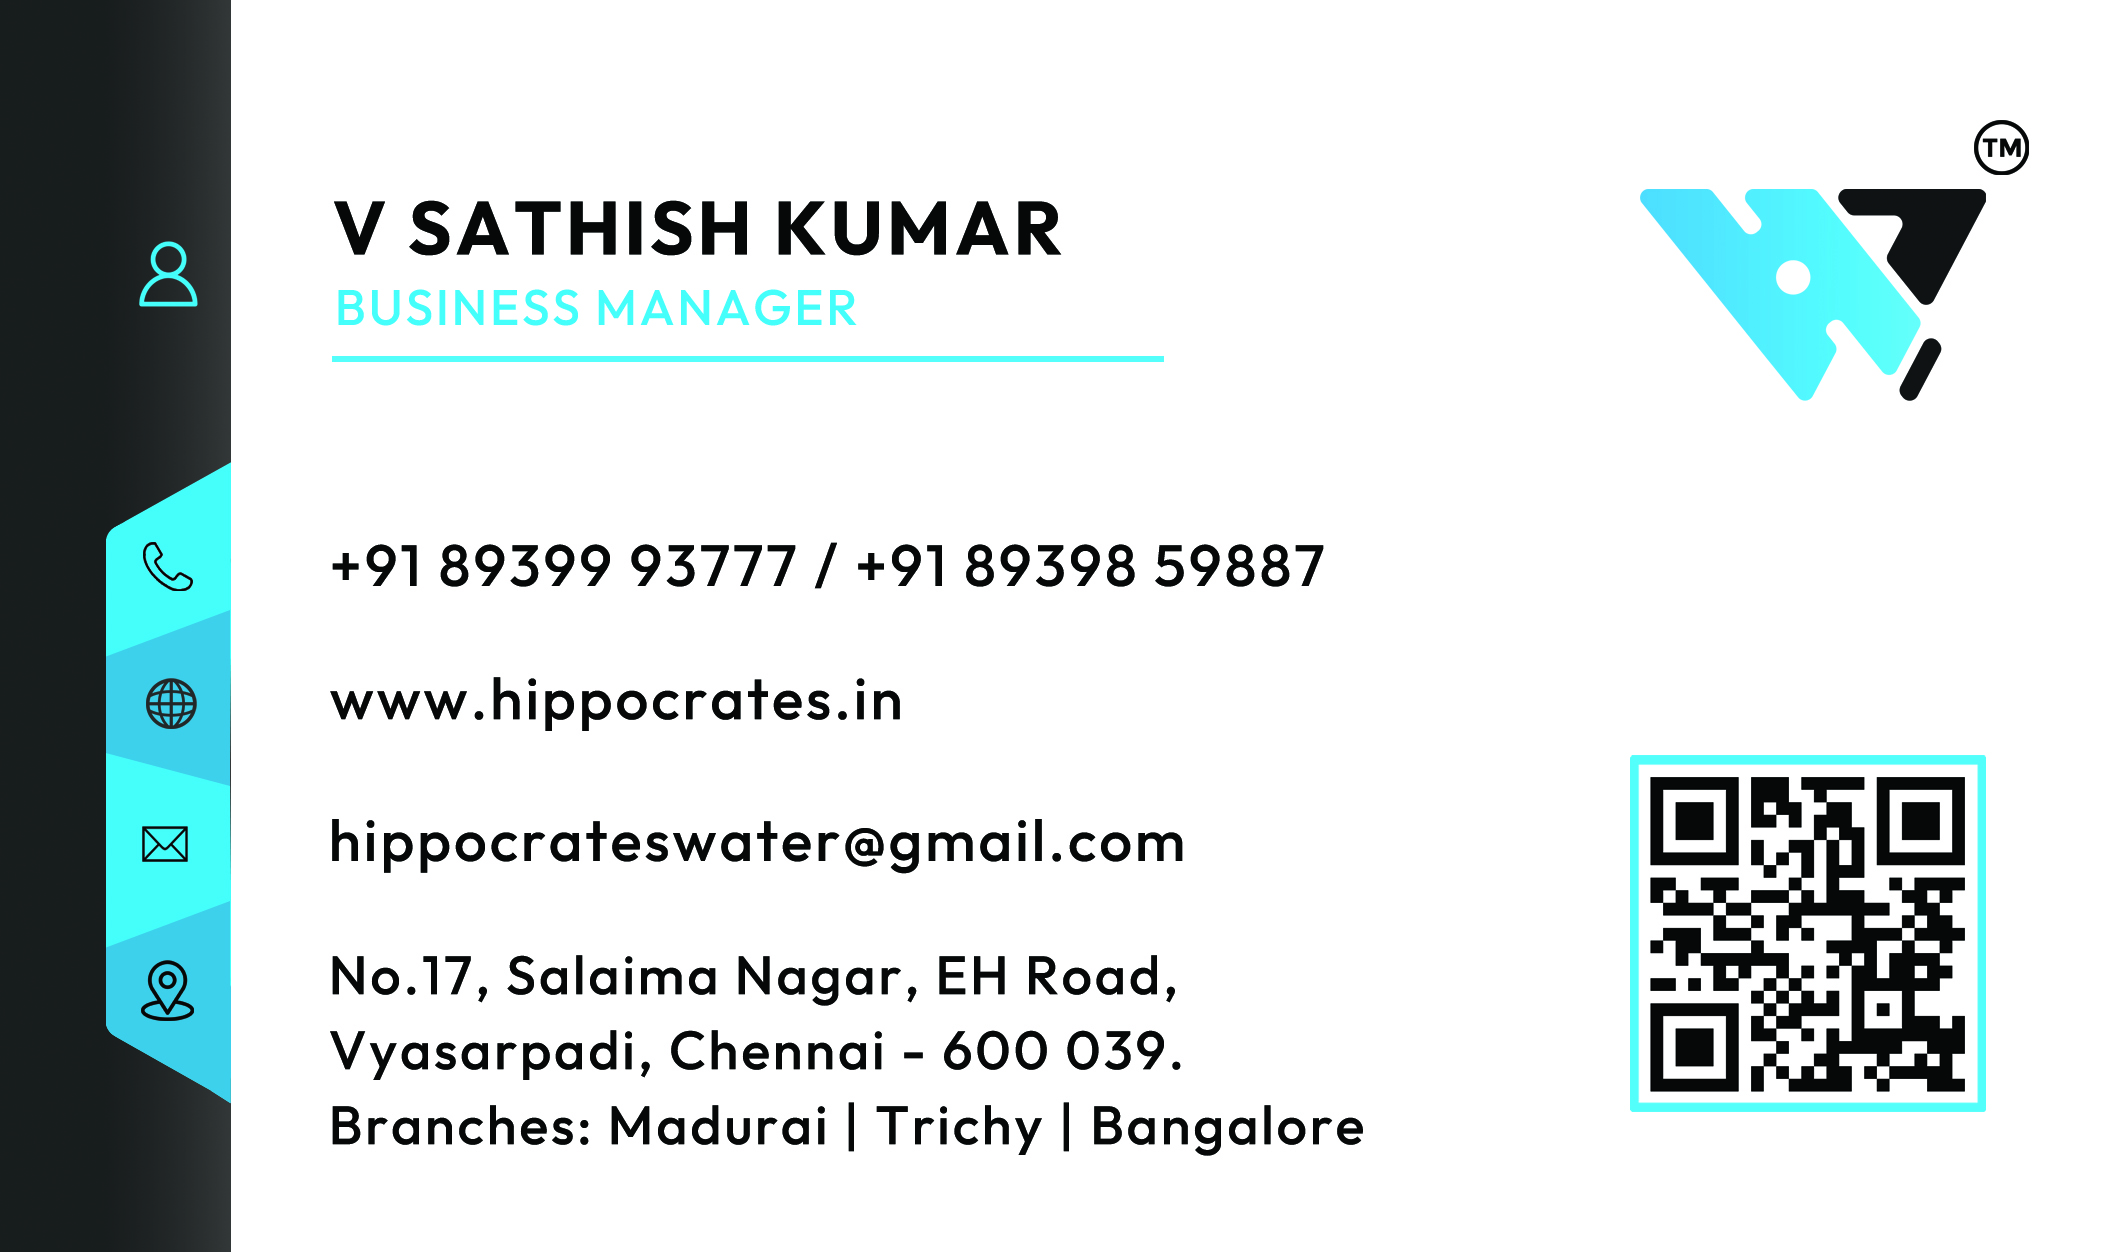 TM
V SATHISH KUMAR
BUSINESS MANAGER
+91 89399 93777 / +91 89398 59887
www.hippocrates.in
hippocrateswater@gmail.com
No.17, Salaima Nagar, EH Road,
Vyasarpadi, Chennai - 600 039.
Branches: Madurai | Trichy | Bangalore